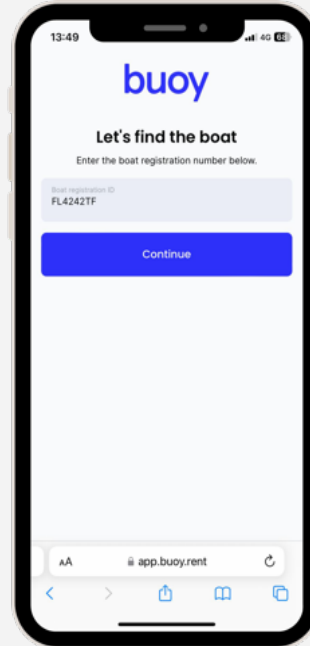 13:49
4G 68
buoy
Let's find the boat
Enter the boat registration number below.
Boat registration ID
FL4242TF
Continue
AA
app.buoy.rent